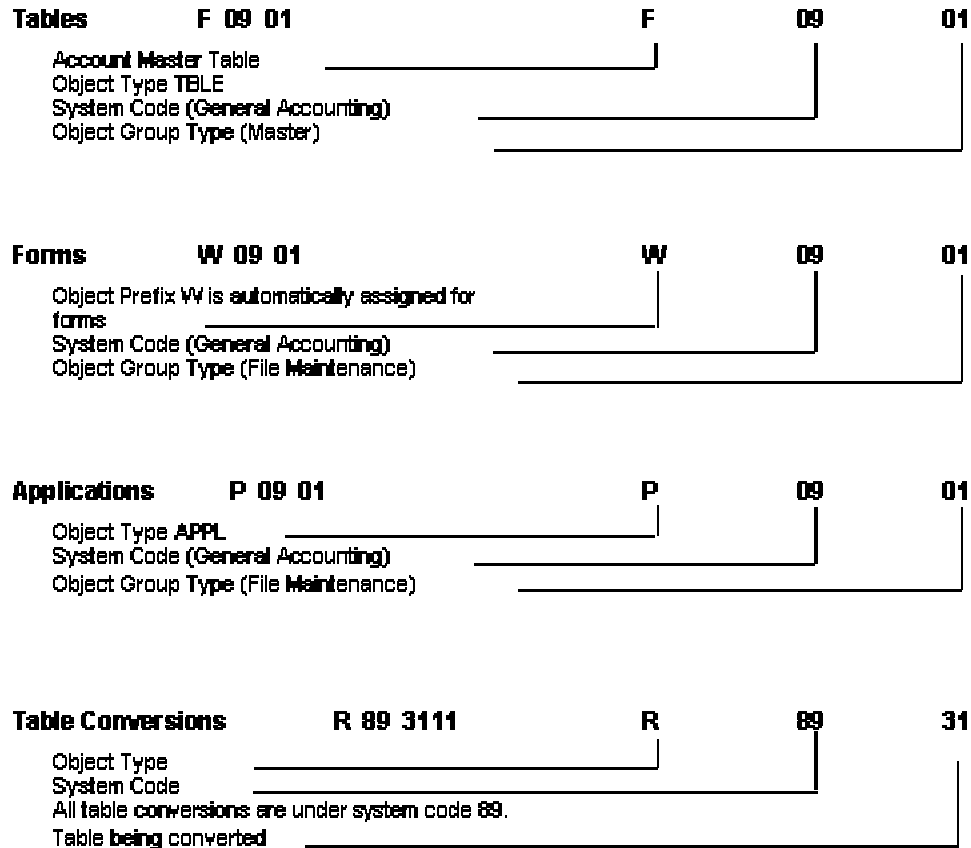 Tables F 09 01 F 09 01
Account Master Table
Object Type TBLE
System Code (General Accounting)
Object Group Type (Master)
Forms W 09 01 W 09 01
Object Prefix W is automatically assigned for
forms
System Code (General Accounting)
Object Group Type (File Maintenance)
Applications P 09 01 P 09 01
Object Type APPL
System Code (General Accounting)
Object Group Type (File Maintenance)
Table Conversions R 89 3111 R 89 31
Object Type
System Code
All table conversions are under system code 89.
Table being converted